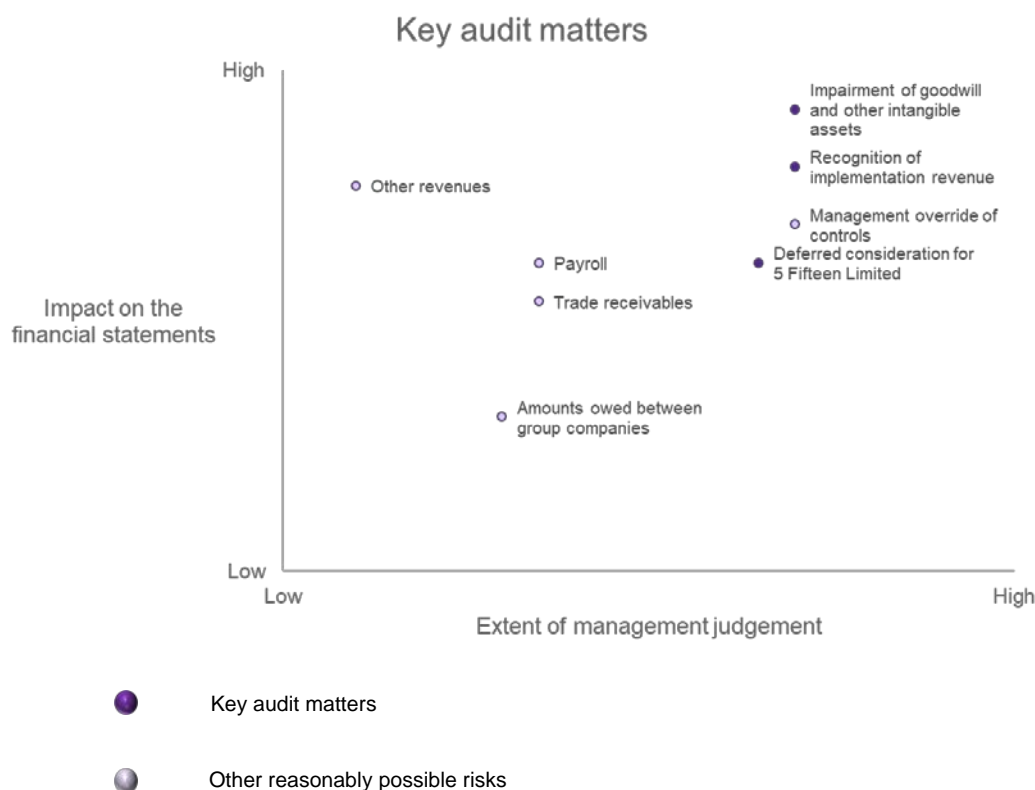 Key audit matters
High
Impairment of goodwill
and other intangible
assets
Recognition of
implementation revenue
Other revenues
Management override of
controls
Deferred consideration for
5 Fifteen Limited
Payroll
Trade receivables
Impact on the
financial statements
Amounts owed between
group companies
Low
Low
High
Extent of management judgement
Key audit matters
Other reasonably possible risks